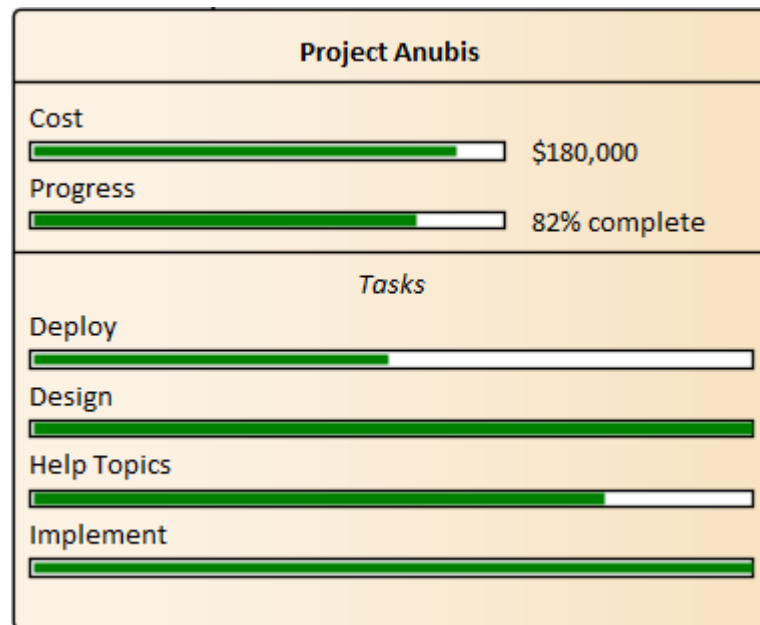 Project Anubis
Cost
$180,000
Progress
82% complete
Tasks
Deploy
Design
Help Topics
Implement